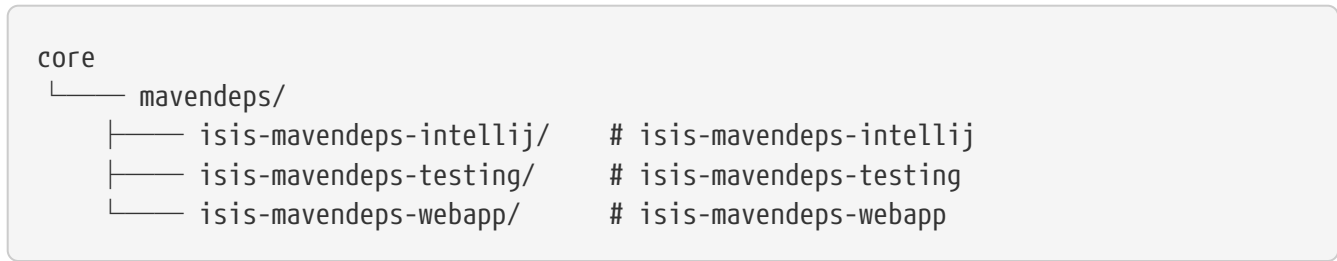 core
└──── mavendeps/
    ├──── isis-mavendeps-intellij/    # isis-mavendeps-intellij
    ├──── isis-mavendeps-testing/     # isis-mavendeps-testing
    └──── isis-mavendeps-webapp/      # isis-mavendeps-webapp